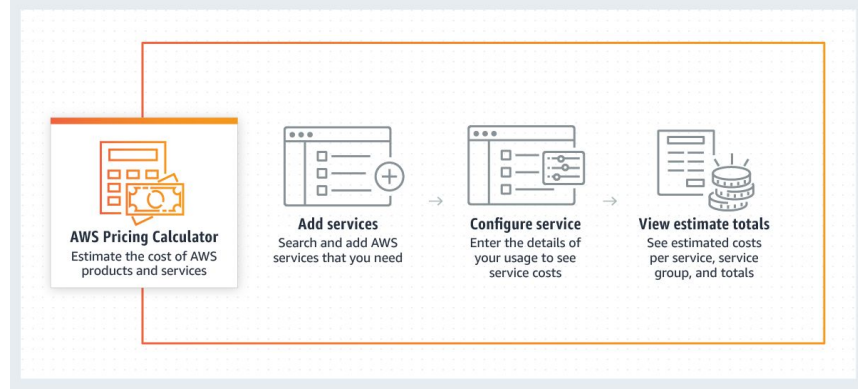 AWS Pricing Calculator
Estimate the cost of AWS
products and services
Add services
Search and add AWS
services that you need
Configure service
Enter the details of
your usage to see
service costs
View estimate totals
See estimated costs
per service, service
group, and totals